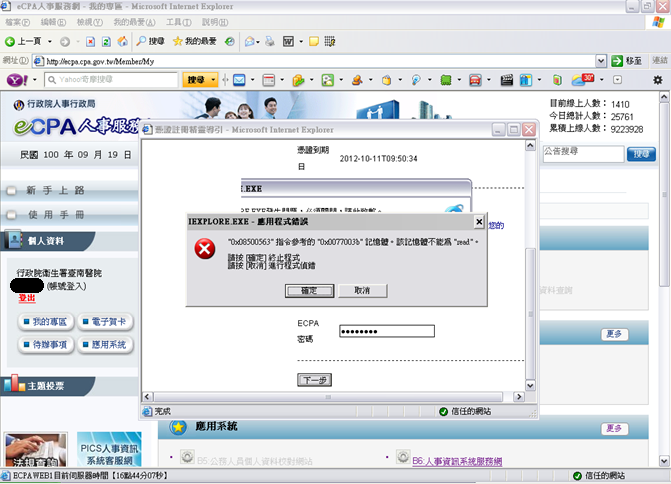 eCPA人事服務網 - 我的專區 - Microsoft Internet Explorer
檔案(F) 編輯(E) 檢視(V) 我的最愛(A) 工具(T) 說明(H)
上一頁 搜尋 我的最愛
網址(D) http://ecpa.cpa.gov.tw/Member/My 移至 連結
Y! Yahoo!奇摩搜尋 搜尋 30°
行政院人事行政局
eCPA人事服務
目前線上人數： 1410
今日總計人數： 25761
累積上線人數： 9223928
民國 100 年 09 月 19 日
公告搜尋 搜尋
新手上路
使用手冊
個人資料
行政院衛生署臺南醫院
(帳號登入)
登出
我的專區 電子賀卡
待辦事項 應用系統
主題投票
法規查詢
PICS人事資訊
系統客服網
憑證註冊精靈導引 - Microsoft Internet Explorer
憑證到期
日
2012-10-11T09:50:34
.EXE
您的
IEXPLORE.EXE - 應用程式錯誤
"0x08500563" 指令參考的 "0x0077003b" 記憶體。該記憶體不能為 "read"。
請按 [確定] 終止程式
請按 [取消] 進行程式偵錯
確定 取消
ECPA
密碼
●●●●●●●●
下一步
完成 信任的網站
資料查詢
更多
更多
應用系統
B5:公務人員個人資料校對網站
B6:人事資訊系統服務網
ECPAWEB1目前伺服器時間【16點44分07秒】 信任的網站